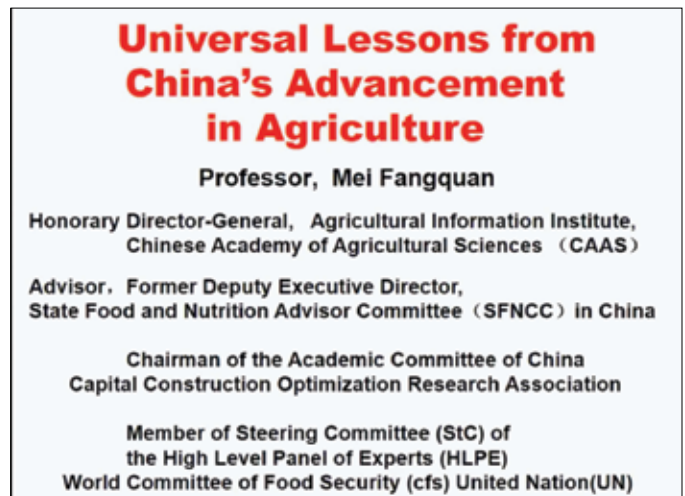 Universal Lessons from
China's Advancement
in Agriculture
Professor, Mei Fangquan
Honorary Director-General, Agricultural Information Institute,
Chinese Academy of Agricultural Sciences （CAAS）
Advisor，Former Deputy Executive Director,
State Food and Nutrition Advisor Committee（SFNCC）in China
Chairman of the Academic Committee of China
Capital Construction Optimization Research Association
Member of Steering Committee (StC) of
the High Level Panel of Experts (HLPE)
World Committee of Food Security (cfs) United Nation(UN)